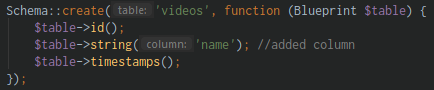 Schema::create( table: 'videos', function (Blueprint $table) {
$table->id();
$table->string( column: 'name'); //added column
$table->timestamps();
});